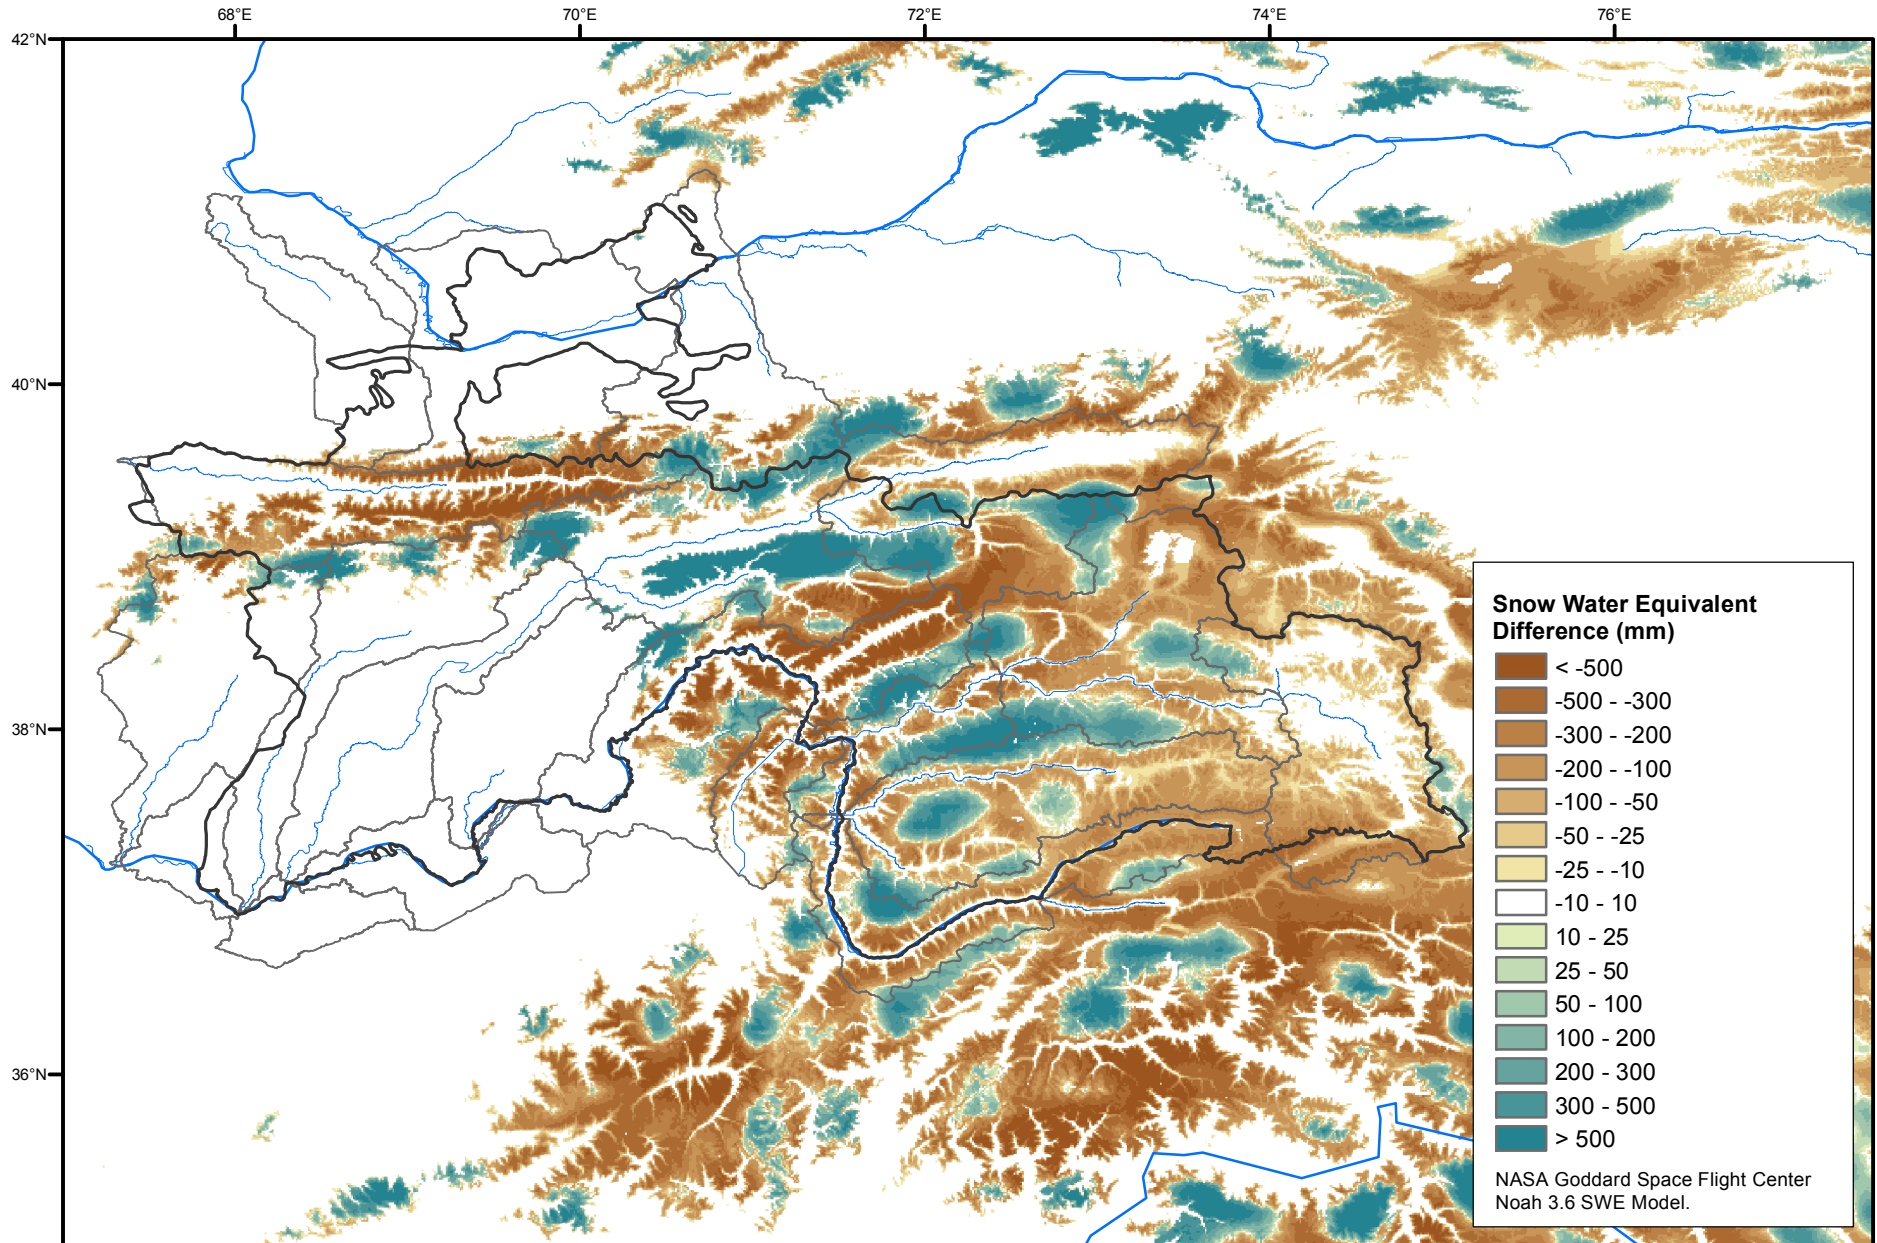 68°E
70°E
72°E
74°E
76°E
42°N
40°N
38°N
36°N
Snow Water Equivalent
Difference (mm)
< -500
-500 - -300
-300 - -200
-200 - -100
-100 - -50
-50 - -25
-25 - -10
-10 - 10
10 - 25
25 - 50
50 - 100
100 - 200
200 - 300
300 - 500
> 500
NASA Goddard Space Flight Center
Noah 3.6 SWE Model.